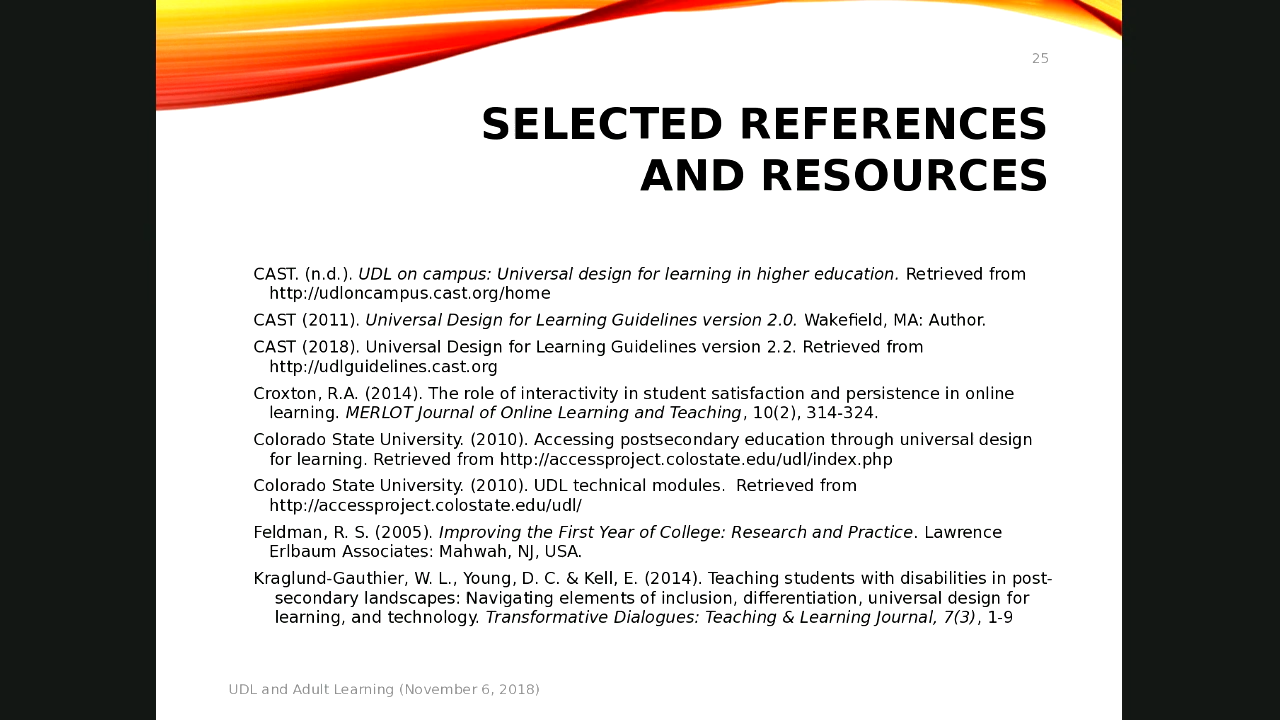 25
SELECTED REFERENCES
AND RESOURCES
CAST. (n.d.). UDL on campus: Universal design for learning in higher education. Retrieved from
http://udloncampus.cast.org/home
CAST (2011). Universal Design for Learning Guidelines version 2.0. Wakefield, MA: Author.
CAST (2018). Universal Design for Learning Guidelines version 2.2. Retrieved from
http://udlguidelines.cast.org
Croxton, R.A. (2014). The role of interactivity in student satisfaction and persistence in online
learning. MERLOT Journal of Online Learning and Teaching, 10(2), 314-324.
Colorado State University. (2010). Accessing postsecondary education through universal design
for learning. Retrieved from http://accessproject.colostate.edu/udl/index.php
Colorado State University. (2010). UDL technical modules.  Retrieved from
http://accessproject.colostate.edu/udl/
Feldman, R. S. (2005). Improving the First Year of College: Research and Practice. Lawrence
Erlbaum Associates: Mahwah, NJ, USA.
Kraglund-Gauthier, W. L., Young, D. C. & Kell, E. (2014). Teaching students with disabilities in post-
secondary landscapes: Navigating elements of inclusion, differentiation, universal design for
learning, and technology. Transformative Dialogues: Teaching & Learning Journal, 7(3), 1-9
UDL and Adult Learning (November 6, 2018)